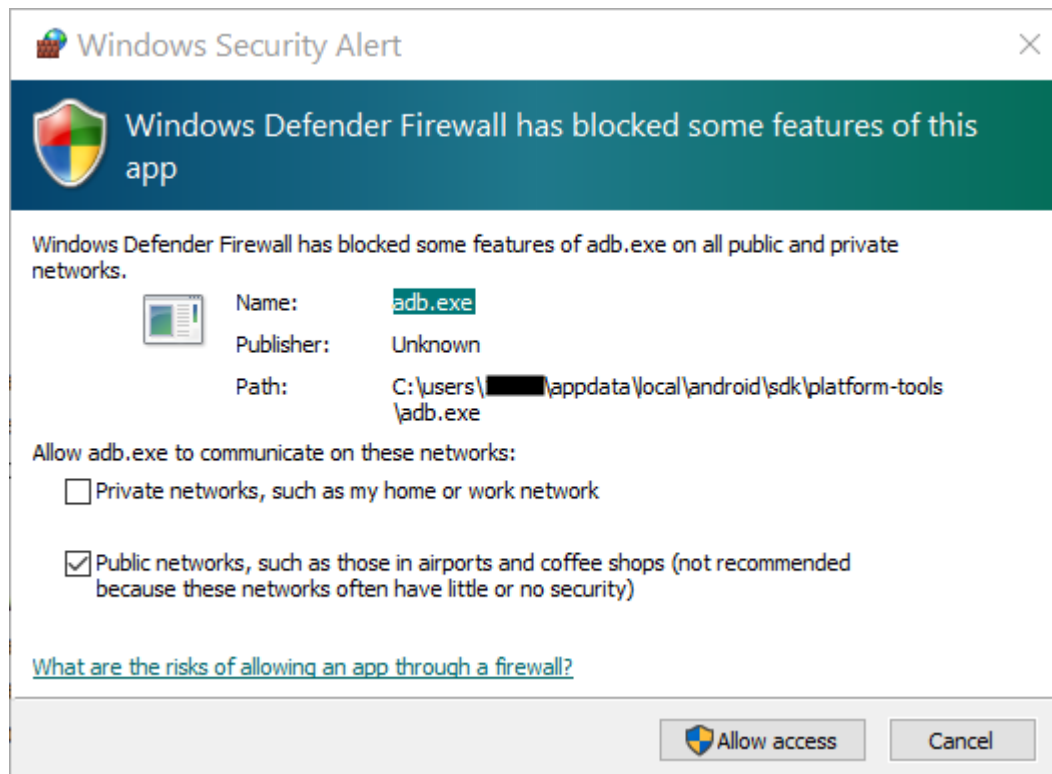 Windows Security Alert
Windows Defender Firewall has blocked some features of this
app
Windows Defender Firewall has blocked some features of adb.exe on all public and private
networks.
Name: adb.exe
Publisher: Unknown
Path: C:\users\ \appdata\local\android\sdk\platform-tools
\adb.exe
Allow adb.exe to communicate on these networks:
Private networks, such as my home or work network
Public networks, such as those in airports and coffee shops (not recommended
because these networks often have little or no security)
What are the risks of allowing an app through a firewall?
Allow access Cancel